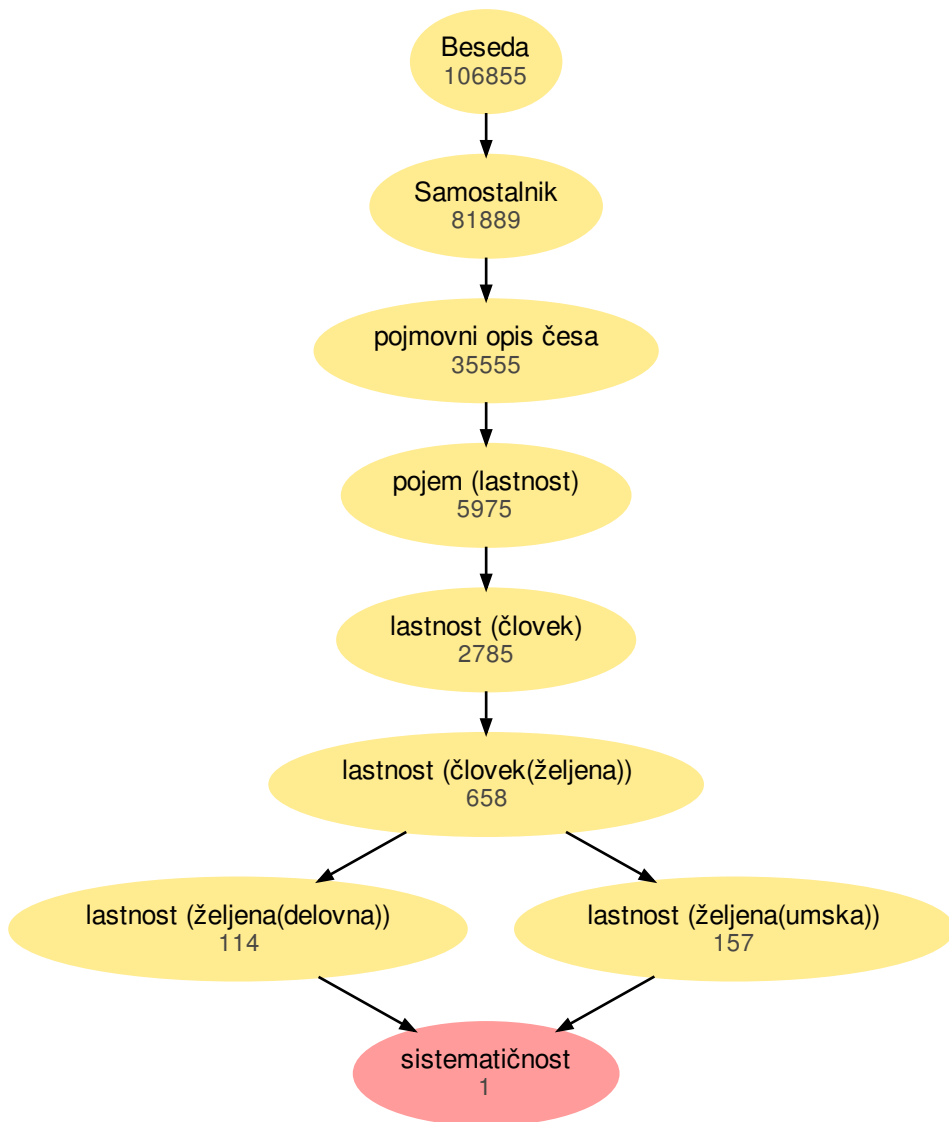 Beseda
106855
Samostalnik
81889
pojmovni opis česa
35555
pojem (lastnost)
5975
lastnost (človek)
2785
lastnost (človek(željena))
658
lastnost (željena(delovna))
114
lastnost (željena(umska))
157
sistematičnost
1